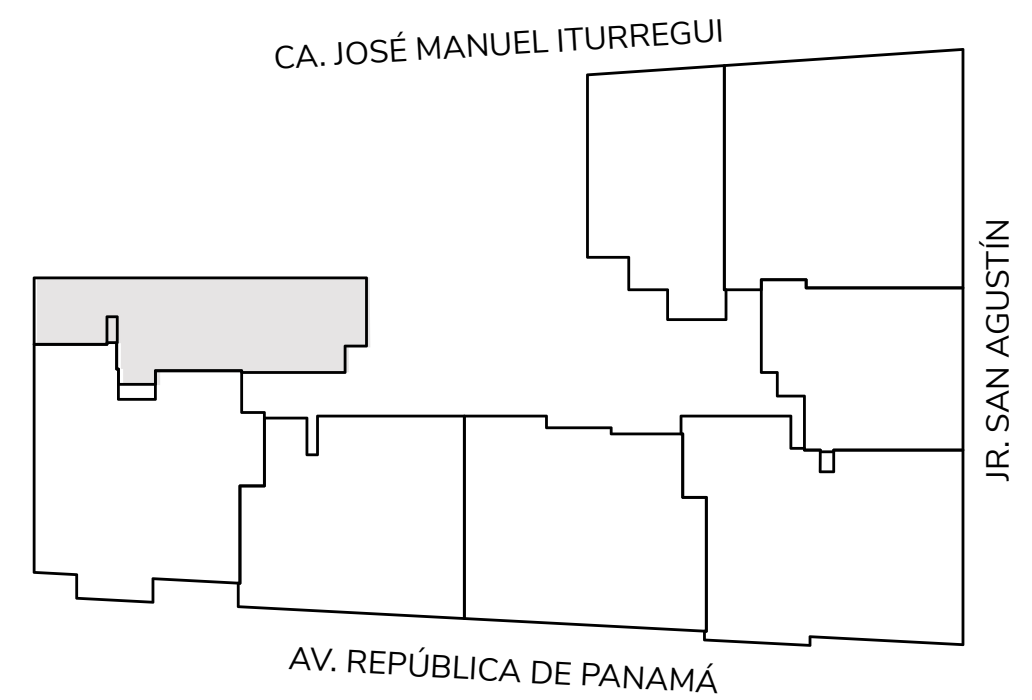 CA. JOSÉ MANUEL ITURREGUI
JR. SAN AGUSTÍN
AV. REPÚBLICA DE PANAMÁ